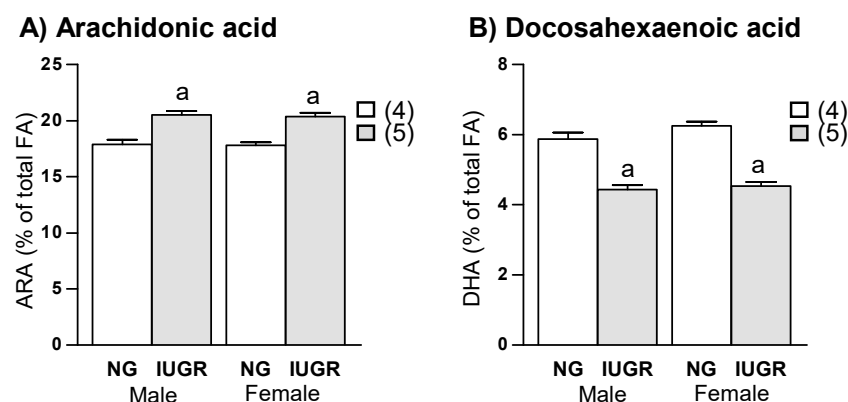 A) Arachidonic acid
25
20
15
10
5
0
ARA (% of total FA)
a
a
(4)
(5)
NG IUGR NG IUGR
Male Female
B) Docosahexaenoic acid
8
6
4
2
0
DHA (% of total FA)
a
a
(4)
(5)
NG IUGR NG IUGR
Male Female